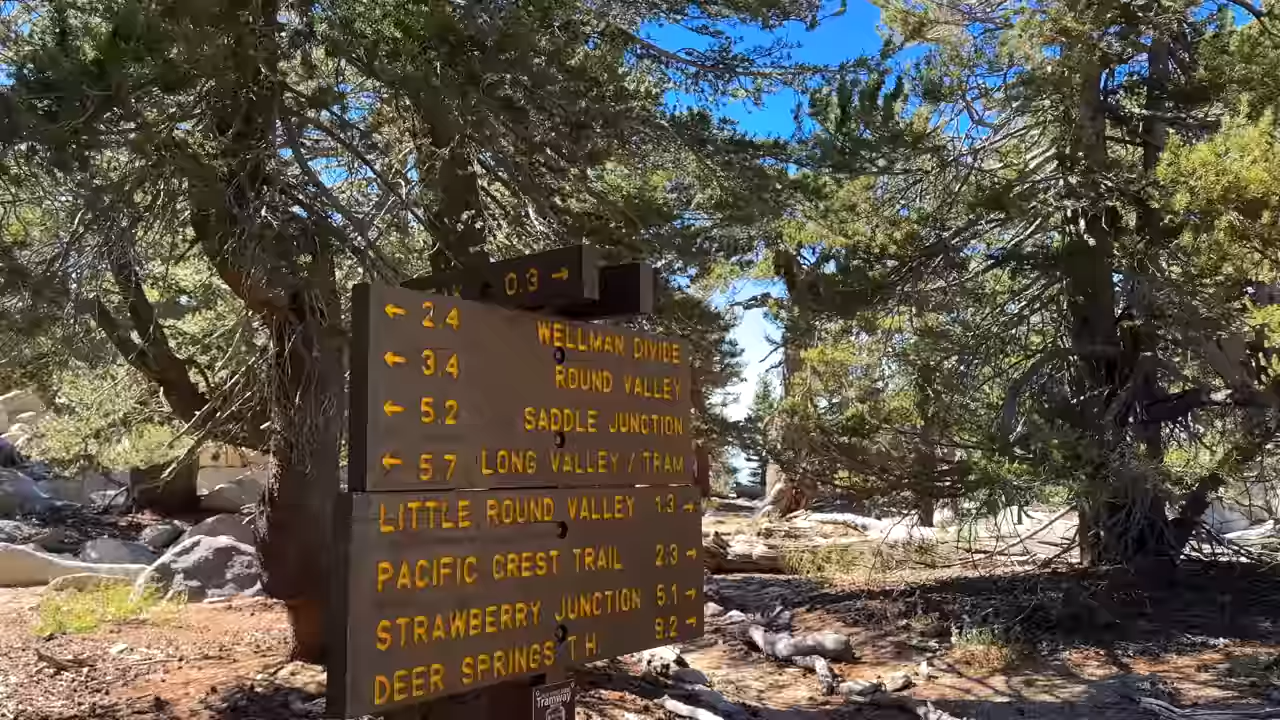 0.3 →
← 2.4 WELLMAN DIVIDE
← 3.4 ROUND VALLEY
← 5.2 SADDLE JUNCTION
← 5.7 LONG VALLEY / TRAM
LITTLE ROUND VALLEY 1.3 →
PACIFIC CREST TRAIL 2.3 →
STRAWBERRY JUNCTION 5.1 →
DEER SPRINGS T.H. 9.2 →
Tramway